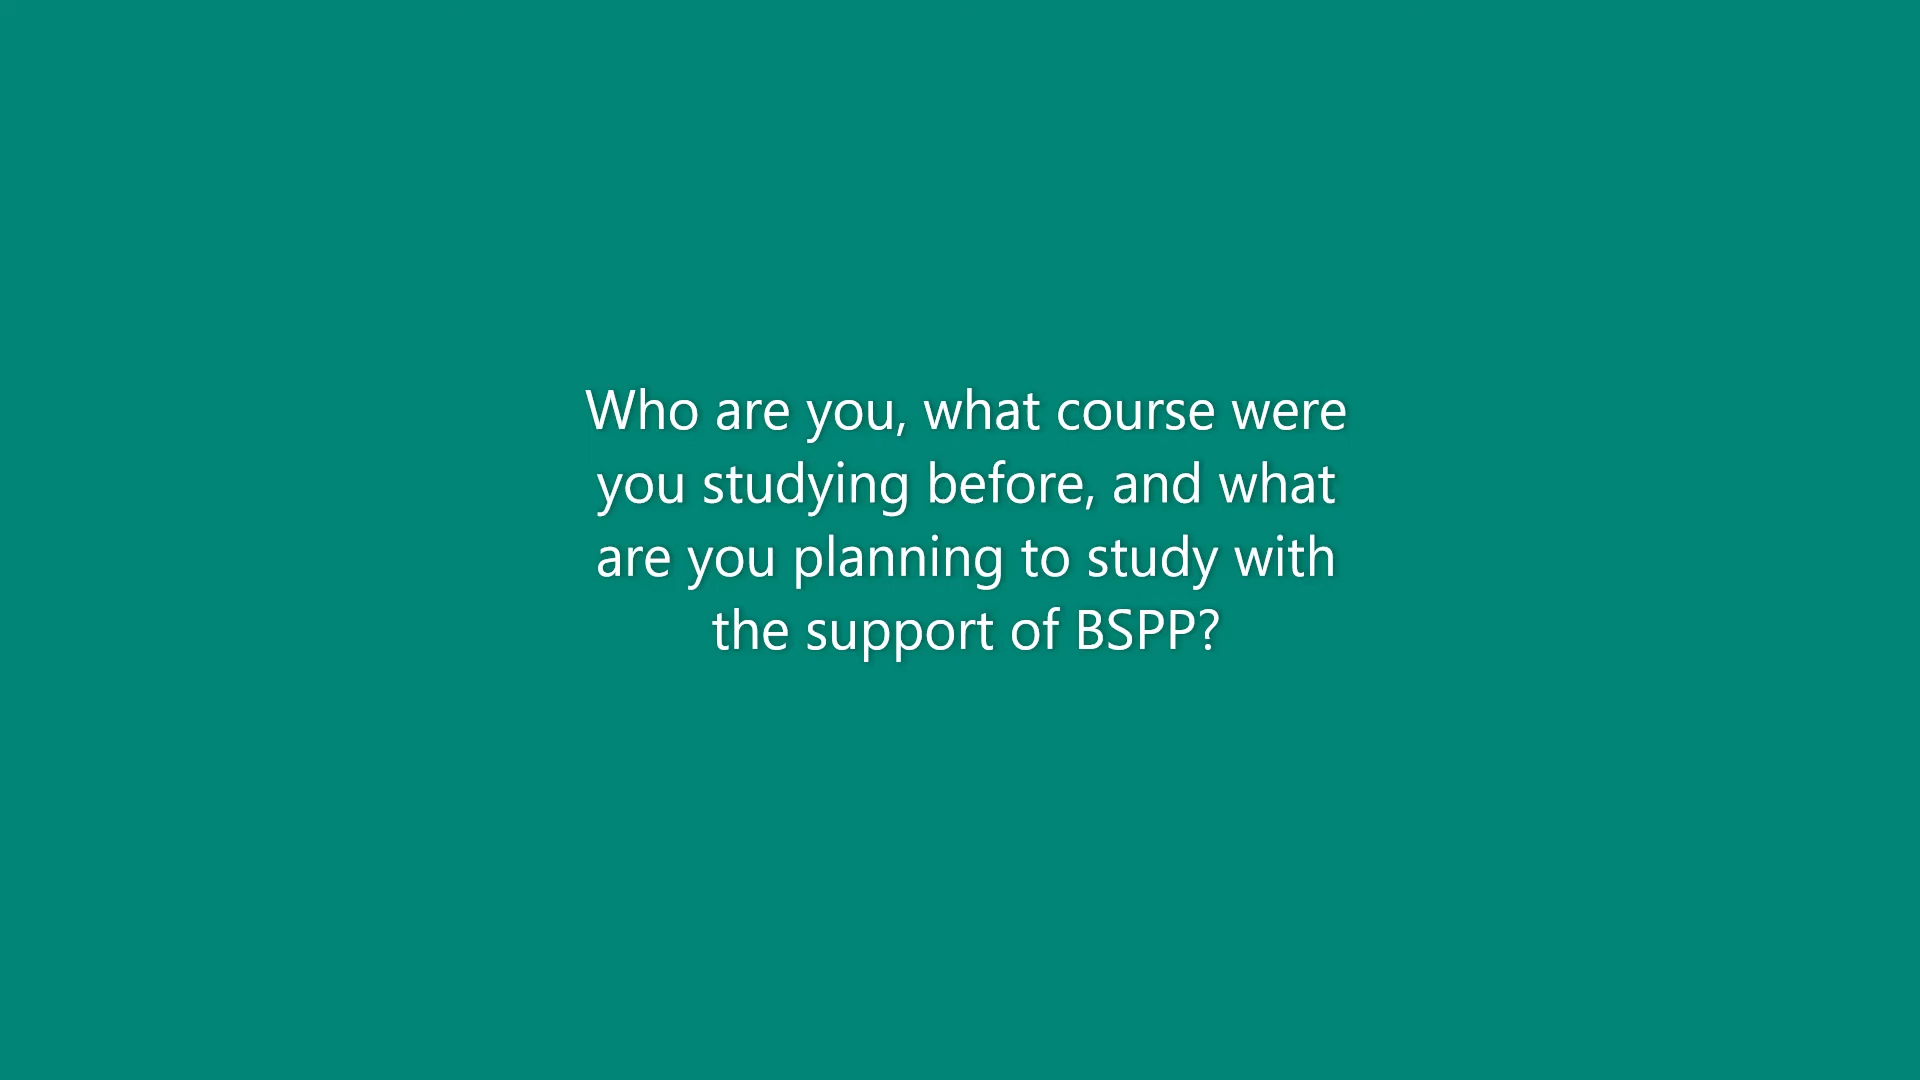 Who are you, what course were
you studying before, and what
are you planning to study with
the support of BSPP?